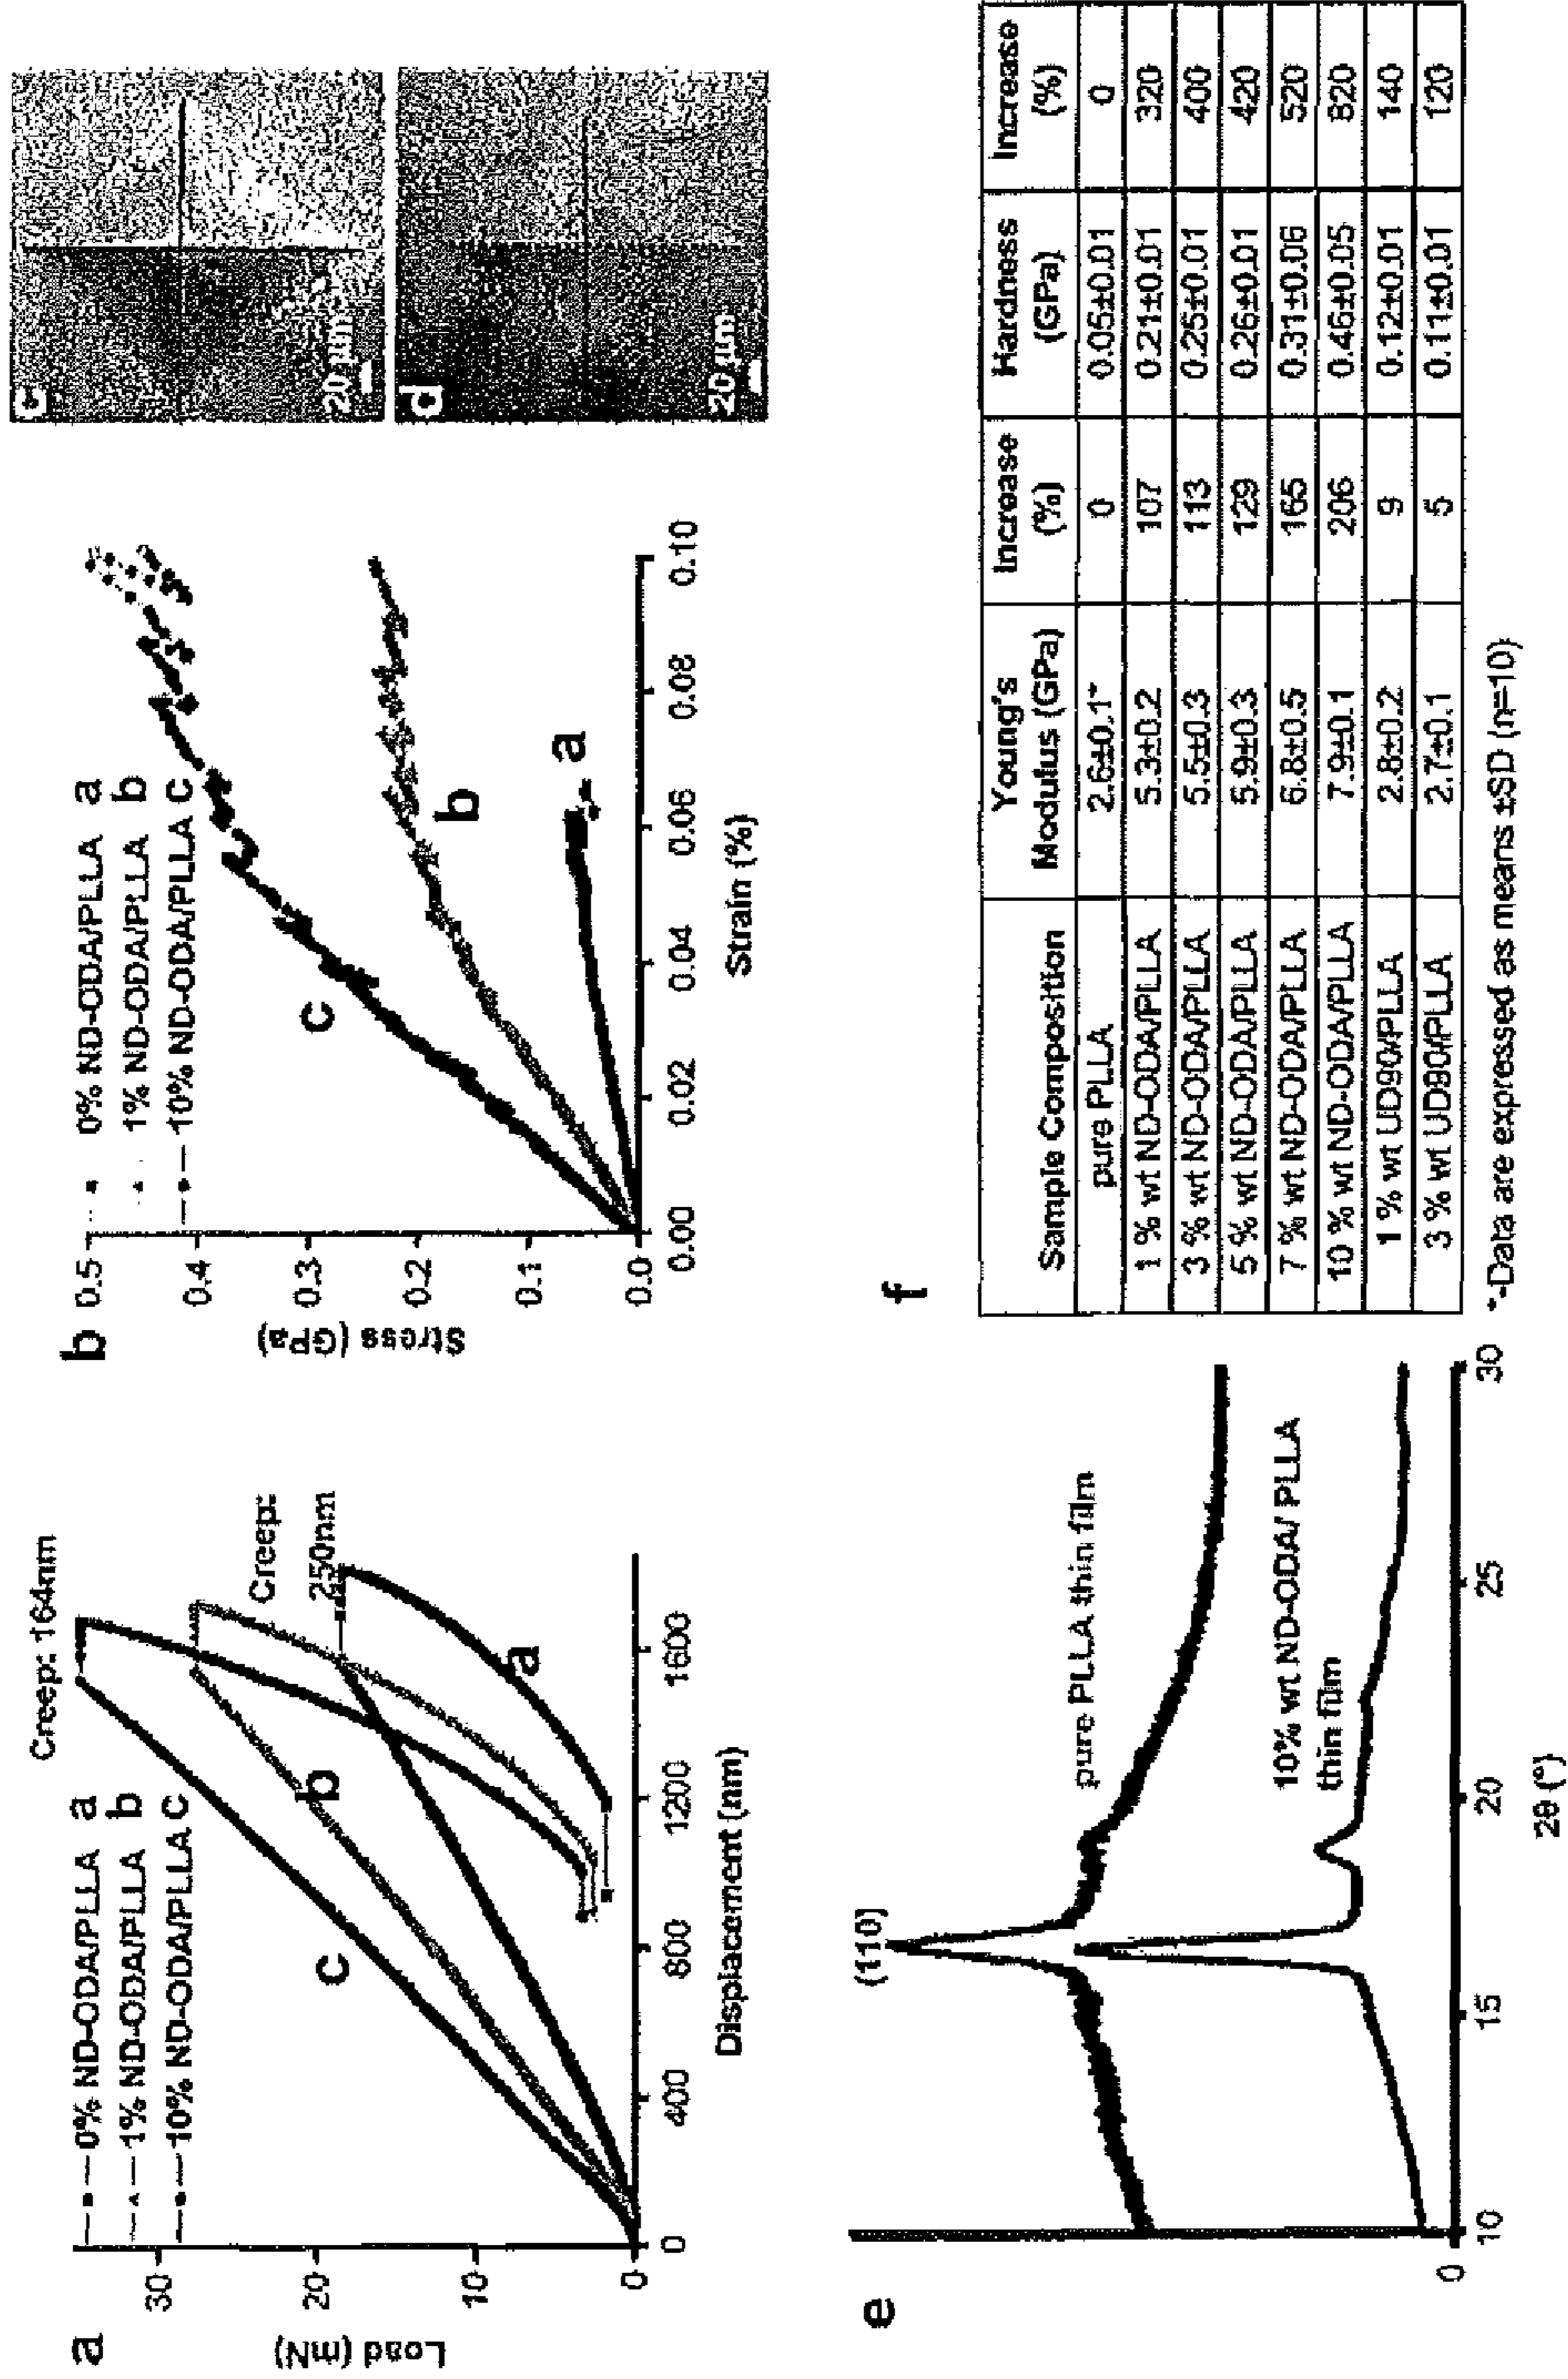 a
Load (mN)
30
20
10
0
0
400
800
1200
1600
Displacement (nm)
0% ND-ODA/PLLA a
1% ND-ODA/PLLA b
10% ND-ODA/PLLA c
Creep: 164nm
Creep:
250nm
c
b
a
b
Stress (GPa)
0.5
0.4
0.3
0.2
0.1
0.0
0.00
0.02
0.04
0.06
0.08
0.10
Strain (%)
0% ND-ODA/PLLA a
1% ND-ODA/PLLA b
10% ND-ODA/PLLA c
c
b
a
c
20 µm
d
20 µm
e
(110)
pure PLLA thin film
10% wt ND-ODA/ PLLA
thin film
0
10
15
20
25
30
2θ (°)
f
Sample Composition Young's Modulus (GPa) Increase (%) Hardness (GPa) Increase (%)
pure PLLA 2.6±0.1* 0 0.05±0.01 0
1 % wt ND-ODA/PLLA 5.3±0.2 107 0.21±0.01 320
3 % wt ND-ODA/PLLA 5.5±0.3 113 0.25±0.01 400
5 % wt ND-ODA/PLLA 5.9±0.3 129 0.26±0.01 420
7 % wt ND-ODA/PLLA 6.8±0.5 165 0.31±0.06 520
10 % wt ND-ODA/PLLA 7.9±0.1 206 0.46±0.05 820
1 % wt UD90/PLLA 2.8±0.2 9 0.12±0.01 140
3 % wt UD90/PLLA 2.7±0.1 5 0.11±0.01 120
*-Data are expressed as means ±SD (n=10)